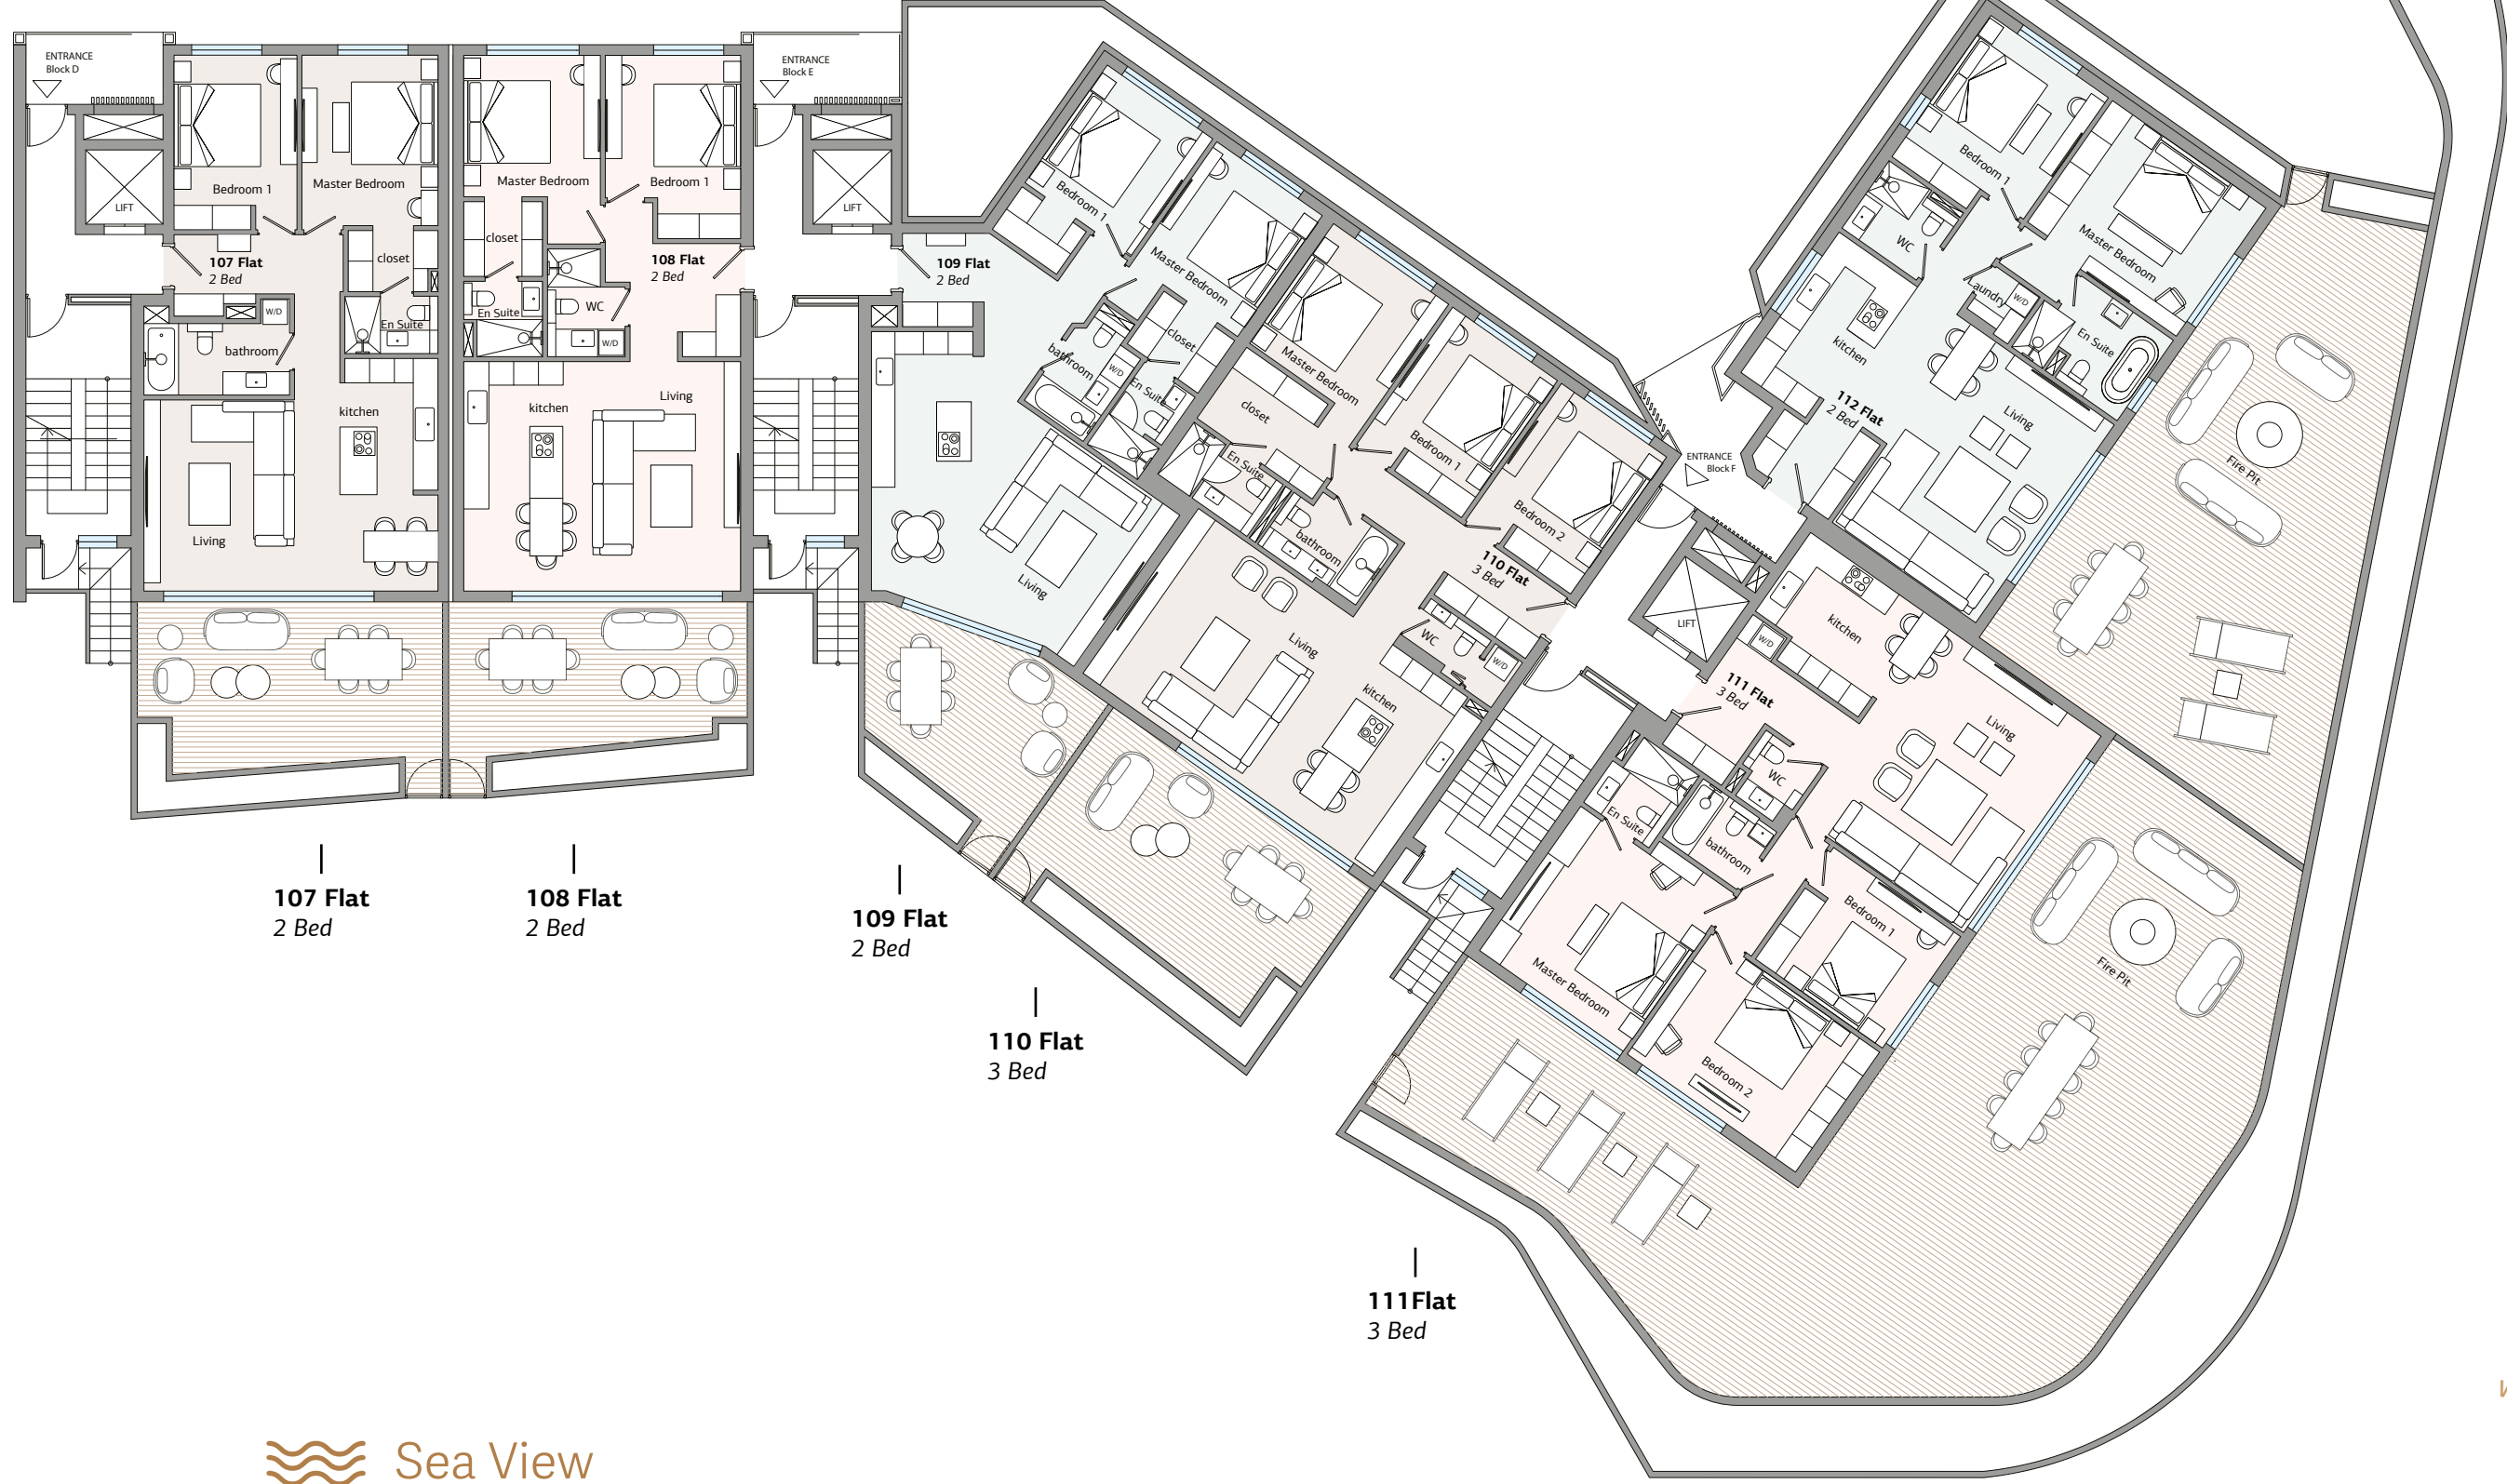 ENTRANCE
Block D
Bedroom 1
Master Bedroom
LIFT
107 Flat
2 Bed
closet
W/D
En Suite
bathroom
kitchen
Living
Master Bedroom
Bedroom 1
closet
108 Flat
2 Bed
En Suite
WC
W/D
kitchen
Living
ENTRANCE
Block E
LIFT
109 Flat
2 Bed
Bedroom 1
Master Bedroom
closet
bathroom
W/D
En Suite
Living
Master Bedroom
closet
Bedroom 1
En Suite
Bedroom 2
bathroom
110 Flat
3 Bed
WC
W/D
Living
kitchen
ENTRANCE
Block F
LIFT
Bedroom 1
Master Bedroom
WC
Laundry
W/D
En Suite
kitchen
112 Flat
2 Bed
Living
Fire Pit
kitchen
W/D
111 Flat
3 Bed
Living
WC
En Suite
bathroom
Bedroom 1
Master Bedroom
Bedroom 2
Fire Pit
107 Flat
2 Bed
108 Flat
2 Bed
109 Flat
2 Bed
110 Flat
3 Bed
111Flat
3 Bed
Sea View